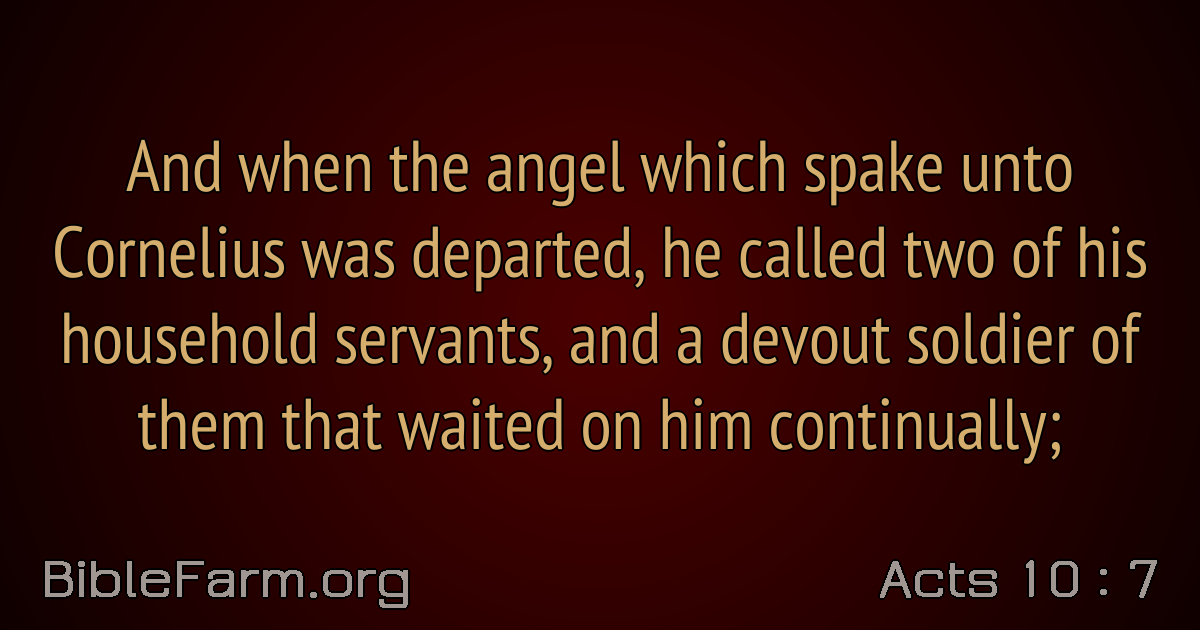 And when the angel which spake unto
Cornelius was departed, he called two of his
household servants, and a devout soldier of
them that waited on him continually;
BibleFarm.org
Acts 10 : 7